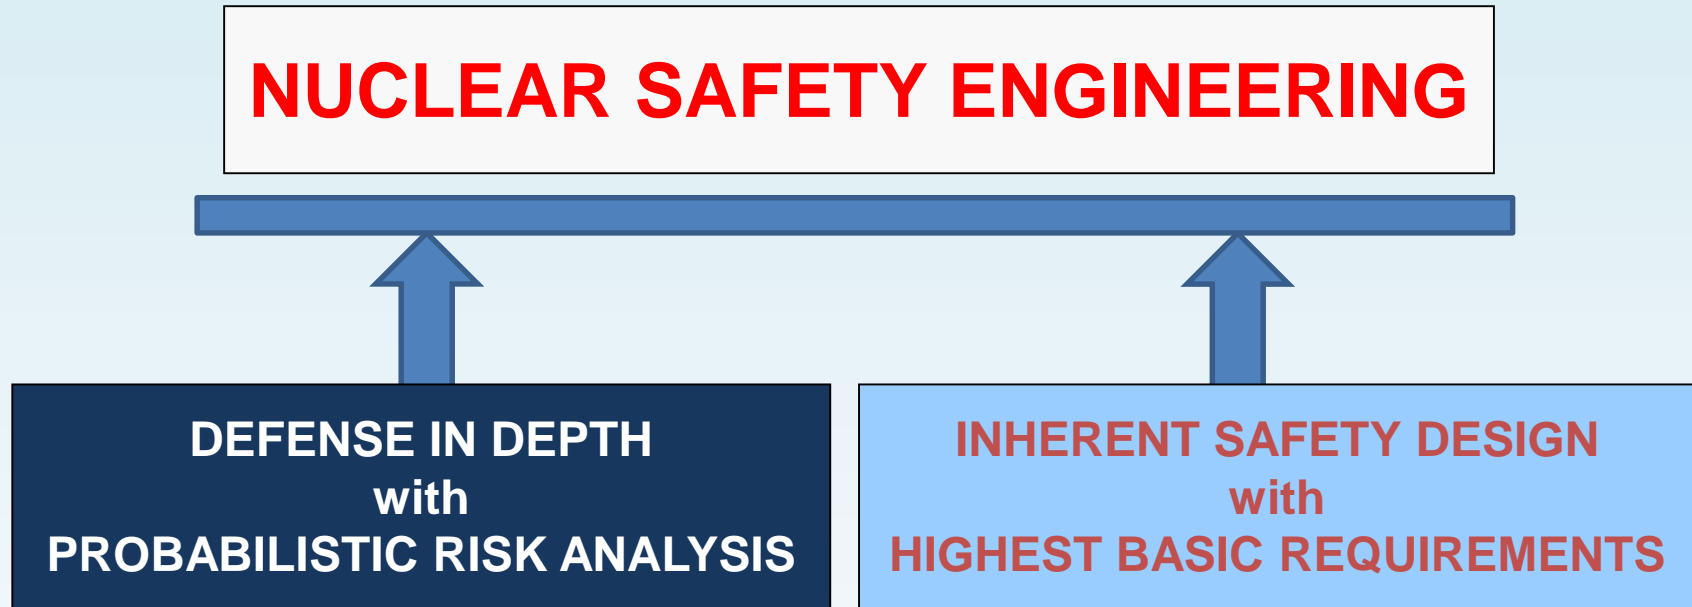 NUCLEAR SAFETY ENGINEERING
DEFENSE IN DEPTH
with
PROBABILISTIC RISK ANALYSIS
INHERENT SAFETY DESIGN
with
HIGHEST BASIC REQUIREMENTS